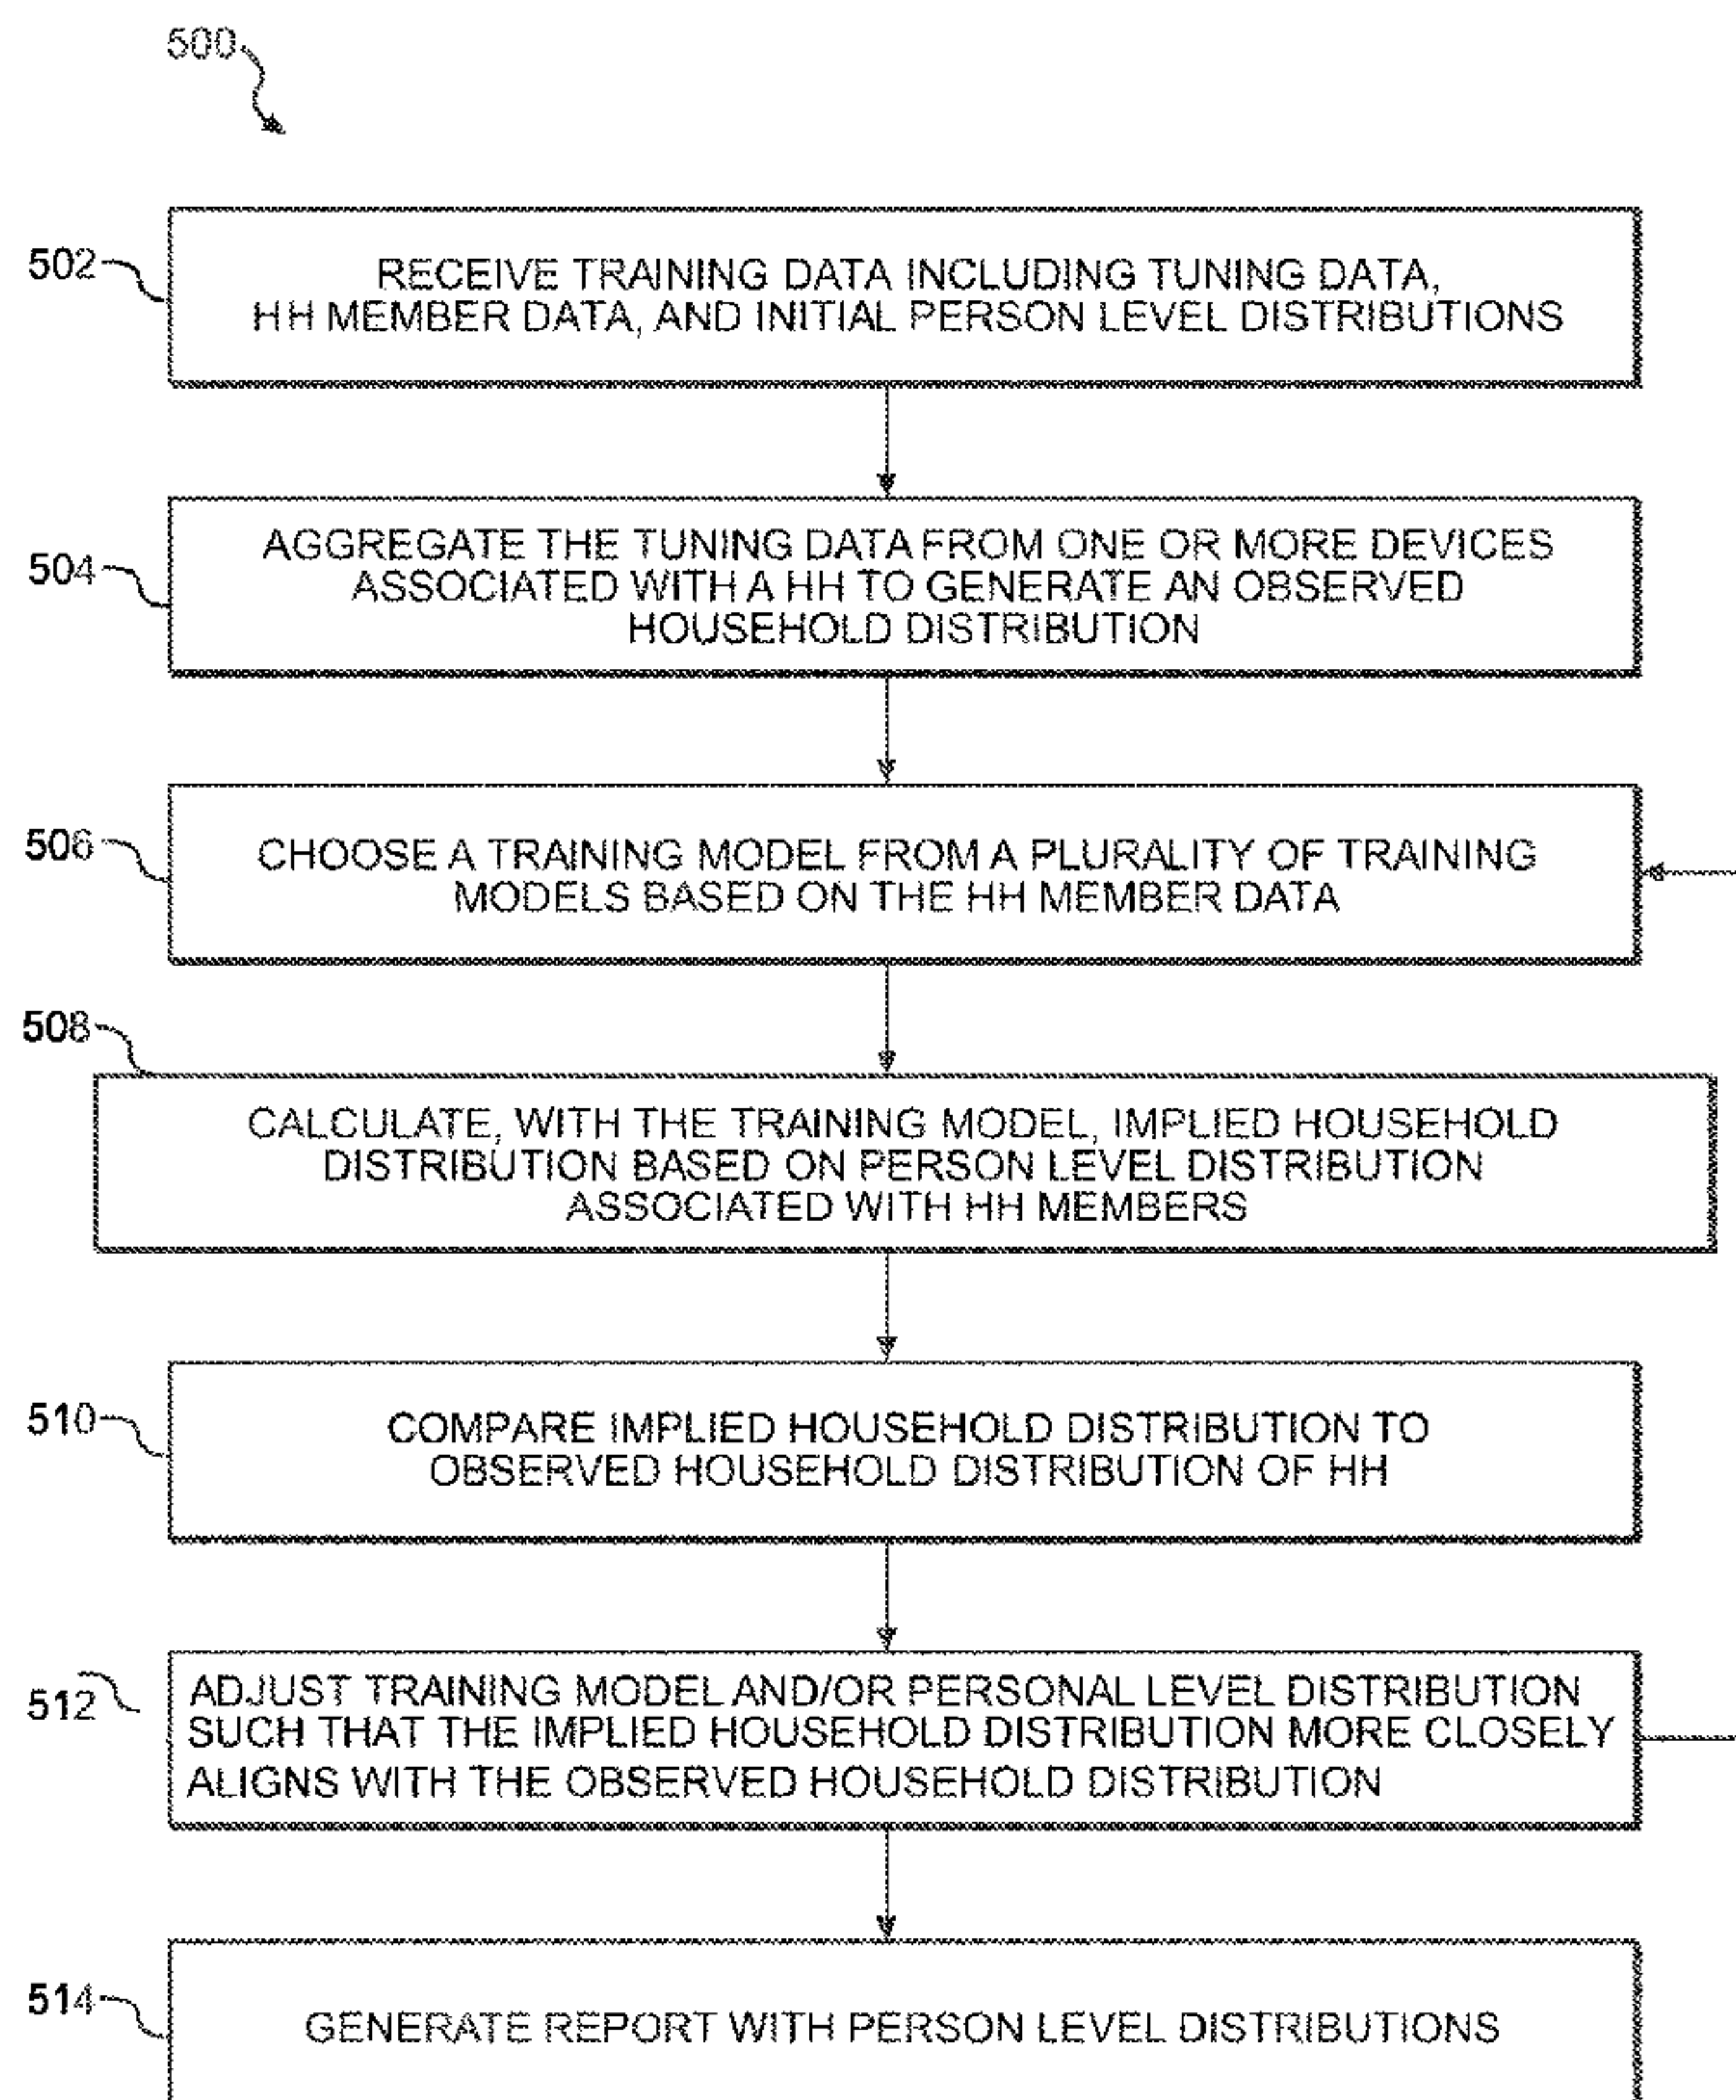 500
502
RECEIVE TRAINING DATA INCLUDING TUNING DATA,
HH MEMBER DATA, AND INITIAL PERSON LEVEL DISTRIBUTIONS
504
AGGREGATE THE TUNING DATA FROM ONE OR MORE DEVICES
ASSOCIATED WITH A HH TO GENERATE AN OBSERVED
HOUSEHOLD DISTRIBUTION
506
CHOOSE A TRAINING MODEL FROM A PLURALITY OF TRAINING
MODELS BASED ON THE HH MEMBER DATA
508
CALCULATE, WITH THE TRAINING MODEL, IMPLIED HOUSEHOLD
DISTRIBUTION BASED ON PERSON LEVEL DISTRIBUTION
ASSOCIATED WITH HH MEMBERS
510
COMPARE IMPLIED HOUSEHOLD DISTRIBUTION TO
OBSERVED HOUSEHOLD DISTRIBUTION OF HH
512
ADJUST TRAINING MODEL AND/OR PERSONAL LEVEL DISTRIBUTION
SUCH THAT THE IMPLIED HOUSEHOLD DISTRIBUTION MORE CLOSELY
ALIGNS WITH THE OBSERVED HOUSEHOLD DISTRIBUTION
514
GENERATE REPORT WITH PERSON LEVEL DISTRIBUTIONS